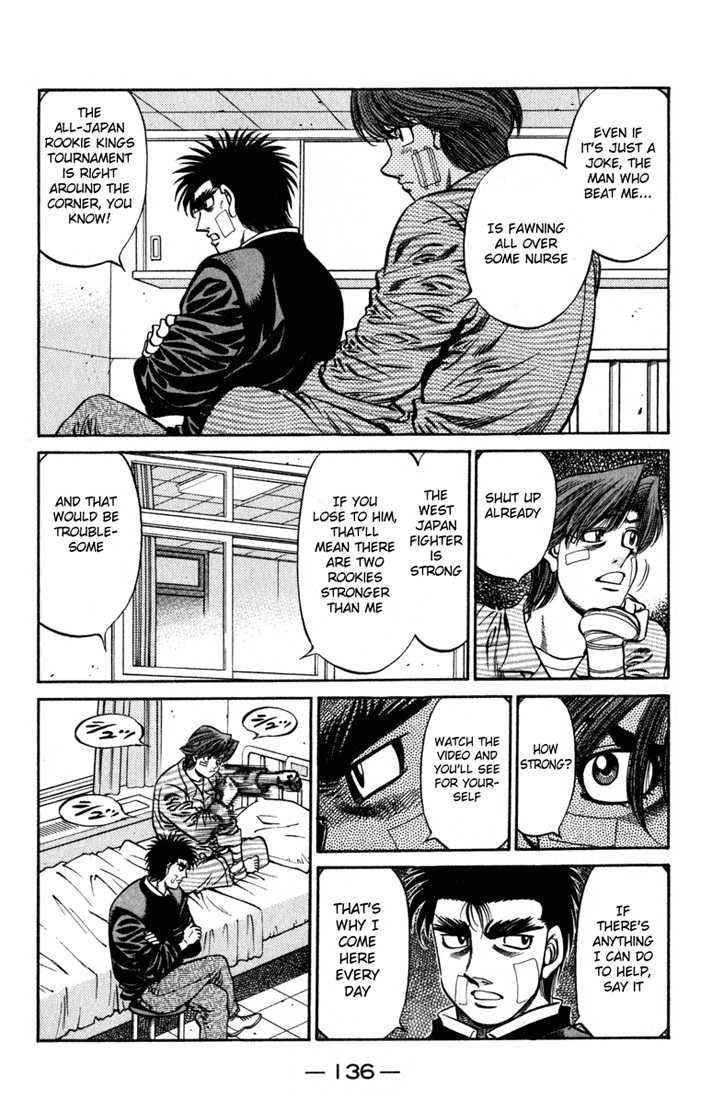 EVEN IF
IT'S JUST A
JOKE, THE
MAN WHO
BEAT ME...
IS FAWNING
ALL OVER
SOME NURSE
THE
ALL-JAPAN
ROOKIE KINGS
TOURNAMENT
IS RIGHT
AROUND
THE CORNER,
YOU
KNOW!
SHUT UP
ALREADY
THE
WEST
JAPAN
FIGHTER
IS
STRONG
IF YOU
LOSE TO HIM,
THAT'LL
MEAN THERE
ARE TWO
ROOKIES
STRONGER
THAN ME
AND THAT
WOULD BE
TROUBLE-
SOME
HOW
STRONG?
WATCH THE
VIDEO AND
YOU'LL SEE
FOR YOUR-
SELF
IF
THERE'S
ANYTHING
I CAN DO
TO HELP,
SAY IT
THAT'S
WHY I
COME
HERE
EVERY
DAY
— 136 —